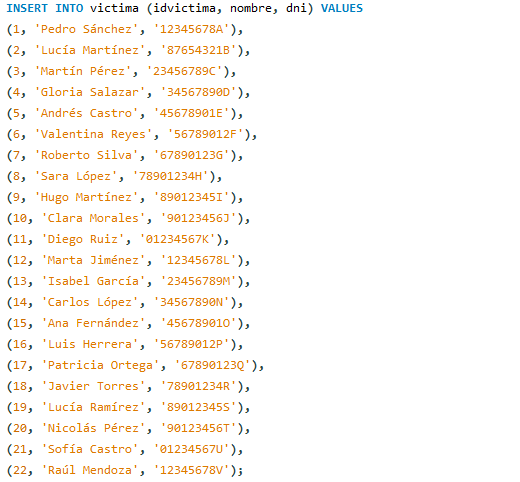 INSERT INTO victima (idvictima, nombre, dni) VALUES
(1, 'Pedro Sánchez', '12345678A'),
(2, 'Lucía Martínez', '87654321B'),
(3, 'Martín Pérez', '23456789C'),
(4, 'Gloria Salazar', '34567890D'),
(5, 'Andrés Castro', '45678901E'),
(6, 'Valentina Reyes', '56789012F'),
(7, 'Roberto Silva', '67890123G'),
(8, 'Sara López', '78901234H'),
(9, 'Hugo Martínez', '89012345I'),
(10, 'Clara Morales', '90123456J'),
(11, 'Diego Ruiz', '01234567K'),
(12, 'Marta Jiménez', '12345678L'),
(13, 'Isabel García', '23456789M'),
(14, 'Carlos López', '34567890N'),
(15, 'Ana Fernández', '45678901O'),
(16, 'Luis Herrera', '56789012P'),
(17, 'Patricia Ortega', '67890123Q'),
(18, 'Javier Torres', '78901234R'),
(19, 'Lucía Ramírez', '89012345S'),
(20, 'Nicolás Pérez', '90123456T'),
(21, 'Sofía Castro', '01234567U'),
(22, 'Raúl Mendoza', '12345678V');